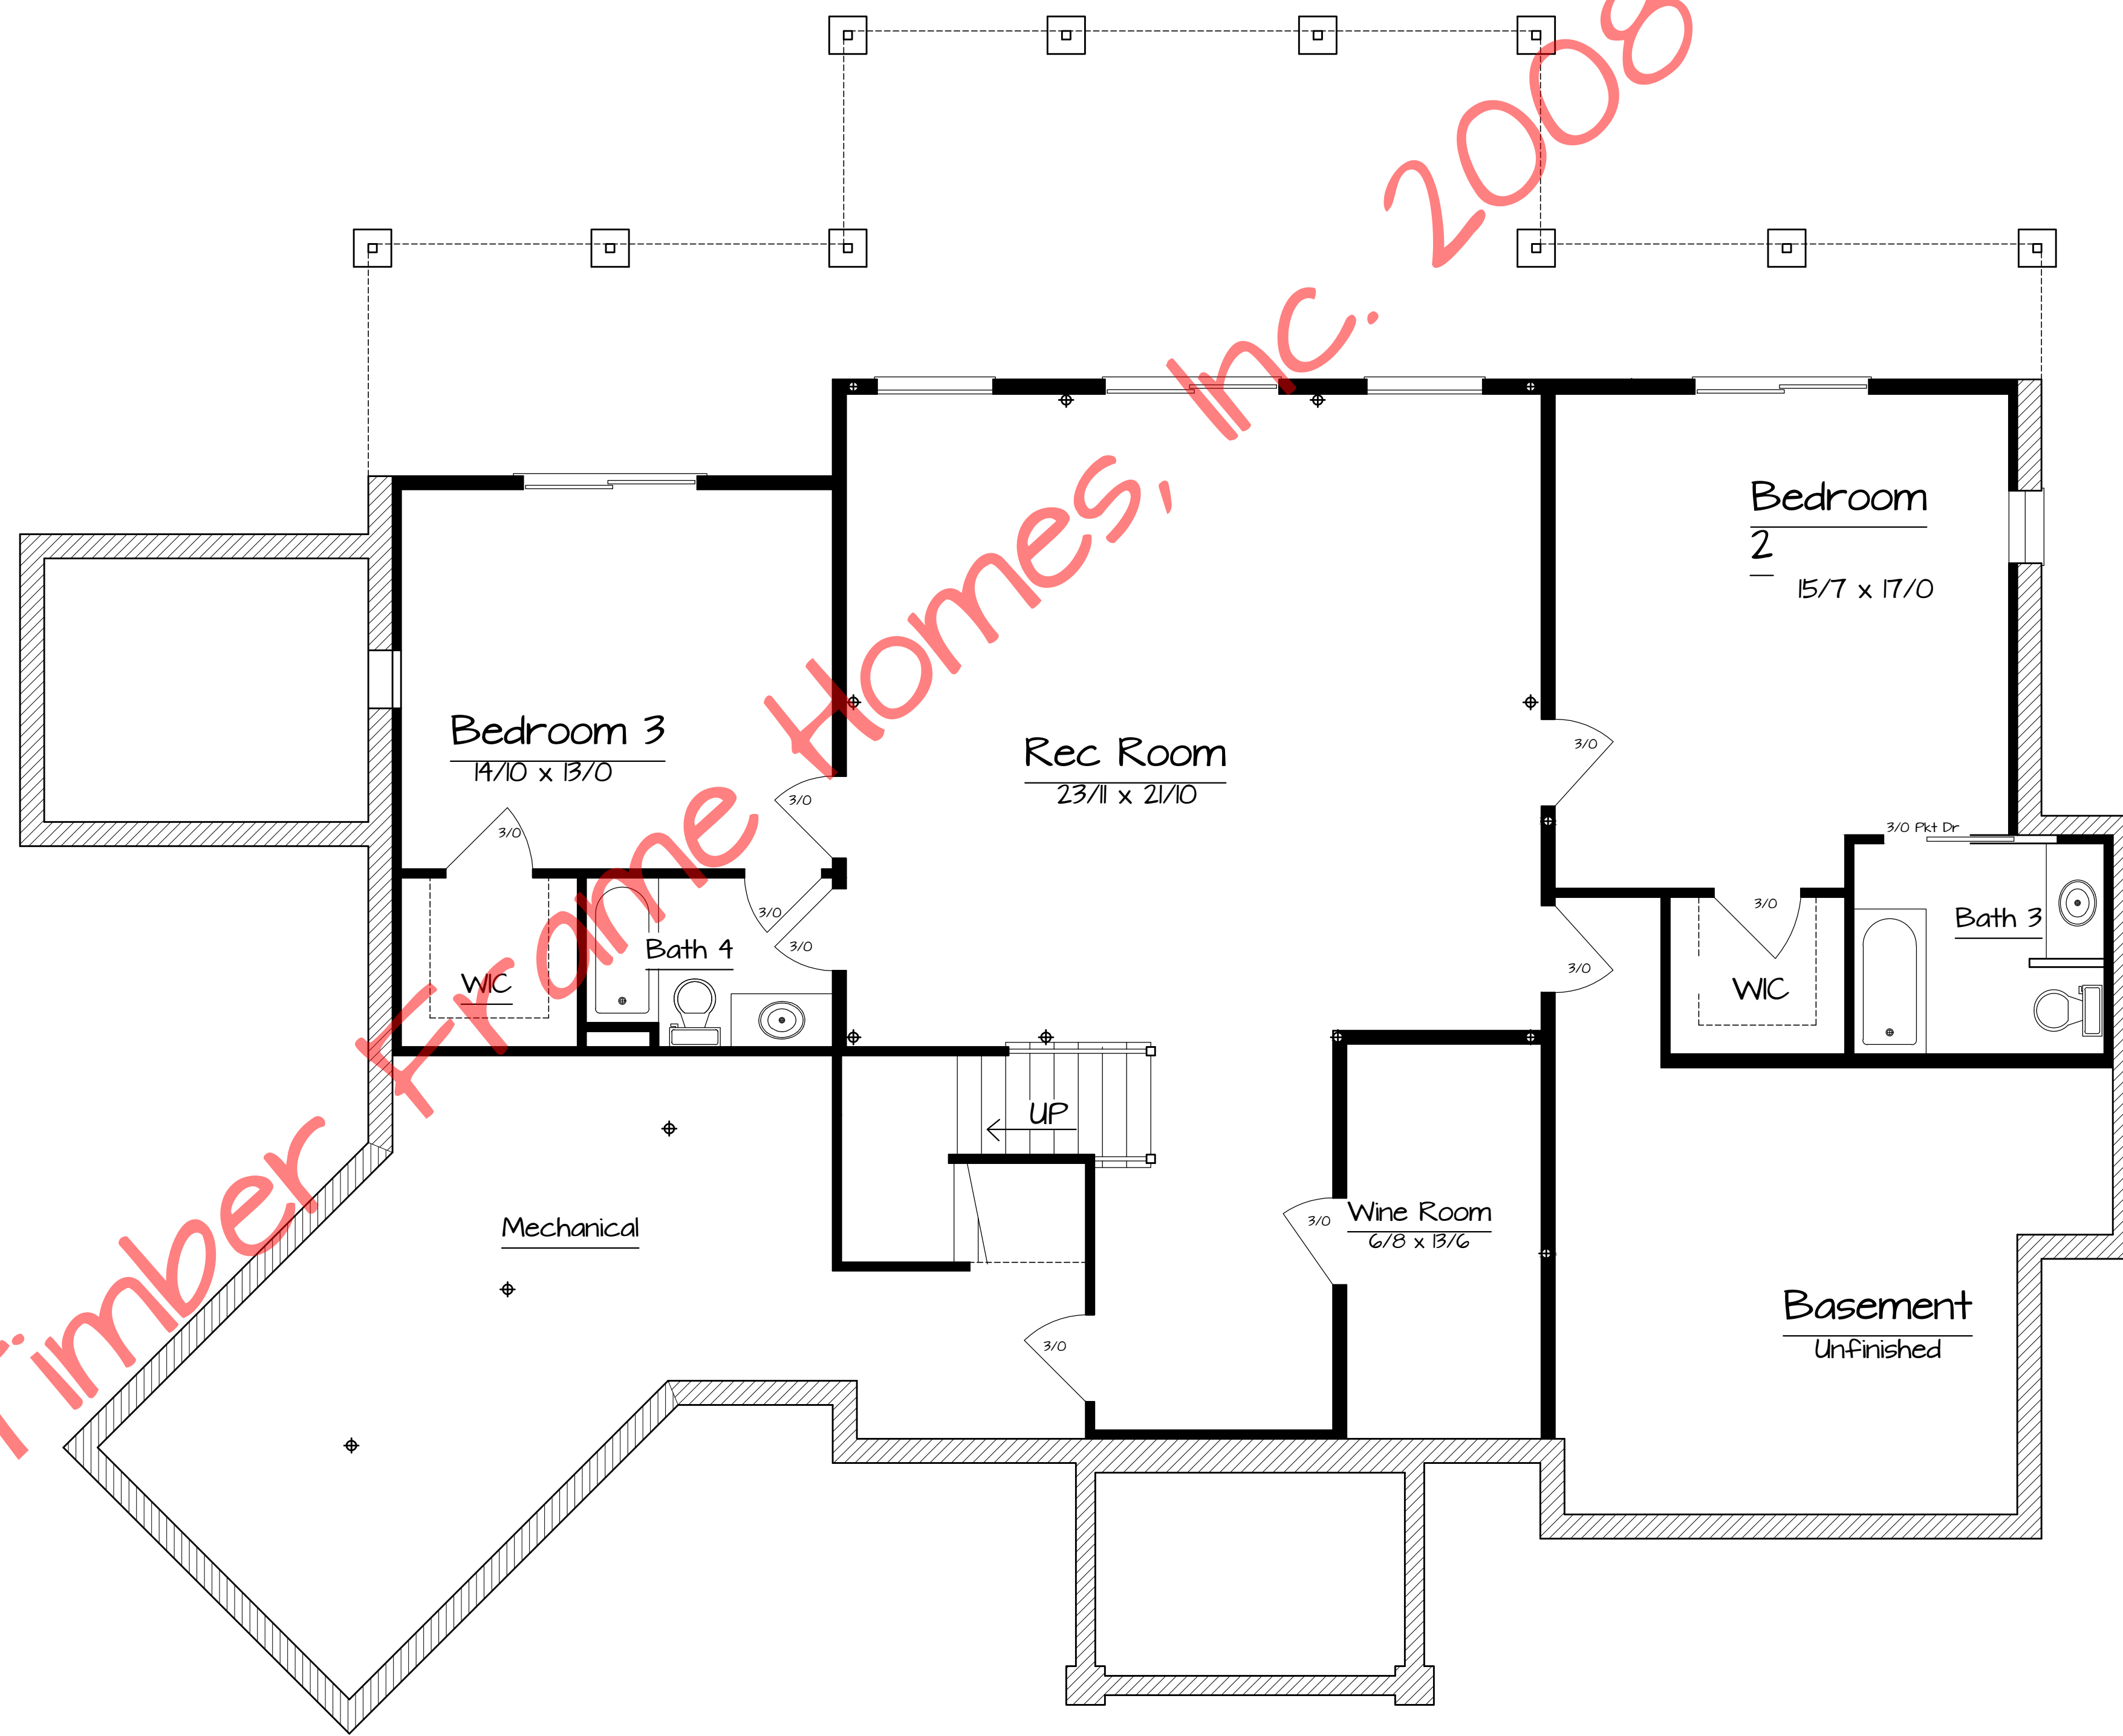 Timber Frame Homes, Inc. 2008
Bedroom
2
15/7 x 17/0
Bedroom 3
14/10 x 13/0
Rec Room
23/11 x 21/10
3/0
3/0
3/0
3/0 Pkt Dr
3/0
3/0
3/0
3/0
Bath 3
Bath 4
WIC
WIC
UP
Mechanical
Wine Room
6/8 x 13/6
3/0
3/0
Basement
Unfinished